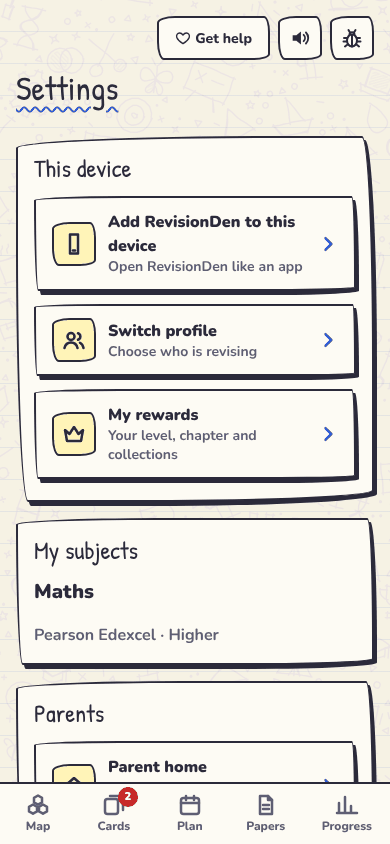 Get help
Settings
This device
Add RevisionDen to this
device
Open RevisionDen like an app
Switch profile
Choose who is revising
My rewards
Your level, chapter and
collections
My subjects
Maths
Pearson Edexcel · Higher
Parents
Parent home
2
Map
Cards
Plan
Papers
Progress